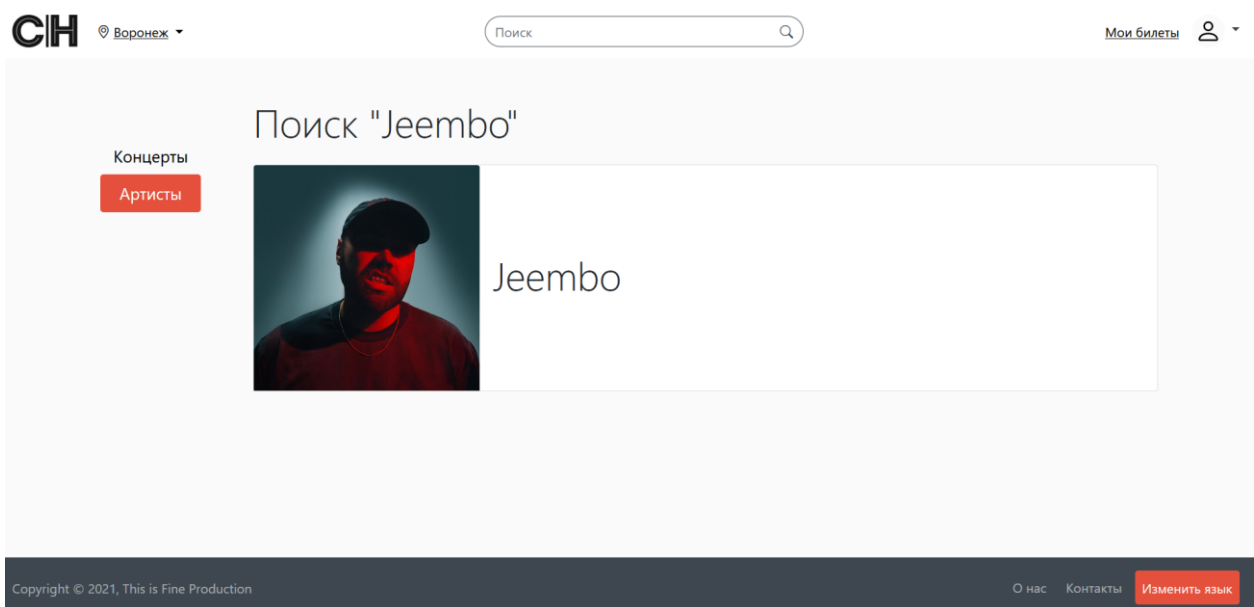 CH
Воронеж
Поиск
Мои билеты
Поиск "Jeembo"
Концерты
Артисты
Jeembo
Copyright © 2021, This is Fine Production
О нас
Контакты
Изменить язык